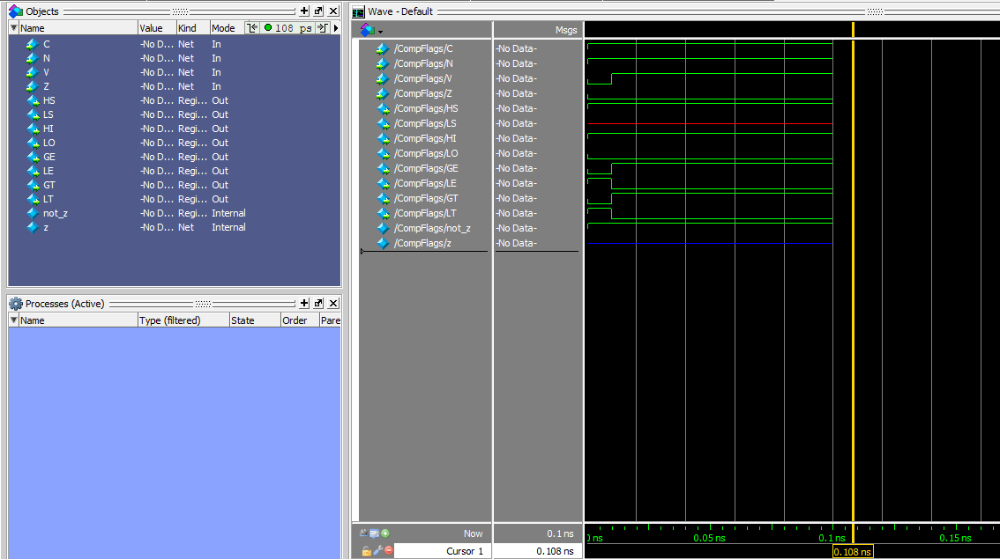 Objects
Name Value Kind Mode 108 ps
C -No D... Net In
N -No D... Net In
V -No D... Net In
Z -No D... Net In
HS -No D... Regi... Out
LS -No D... Regi... Out
HI -No D... Regi... Out
LO -No D... Regi... Out
GE -No D... Regi... Out
LE -No D... Regi... Out
GT -No D... Regi... Out
LT -No D... Regi... Out
not_z -No D... Regi... Internal
z -No D... Net Internal
Processes (Active)
Name Type (filtered) State Order Pare
Wave - Default
Msgs
/CompFlags/C -No Data-
/CompFlags/N -No Data-
/CompFlags/V -No Data-
/CompFlags/Z -No Data-
/CompFlags/HS -No Data-
/CompFlags/LS -No Data-
/CompFlags/HI -No Data-
/CompFlags/LO -No Data-
/CompFlags/GE -No Data-
/CompFlags/LE -No Data-
/CompFlags/GT -No Data-
/CompFlags/LT -No Data-
/CompFlags/not_z -No Data-
/CompFlags/z -No Data-
Now 0.1 ns ns 0.05 ns 0.1 ns 0.15 ns
Cursor 1 0.108 ns 0.108 ns